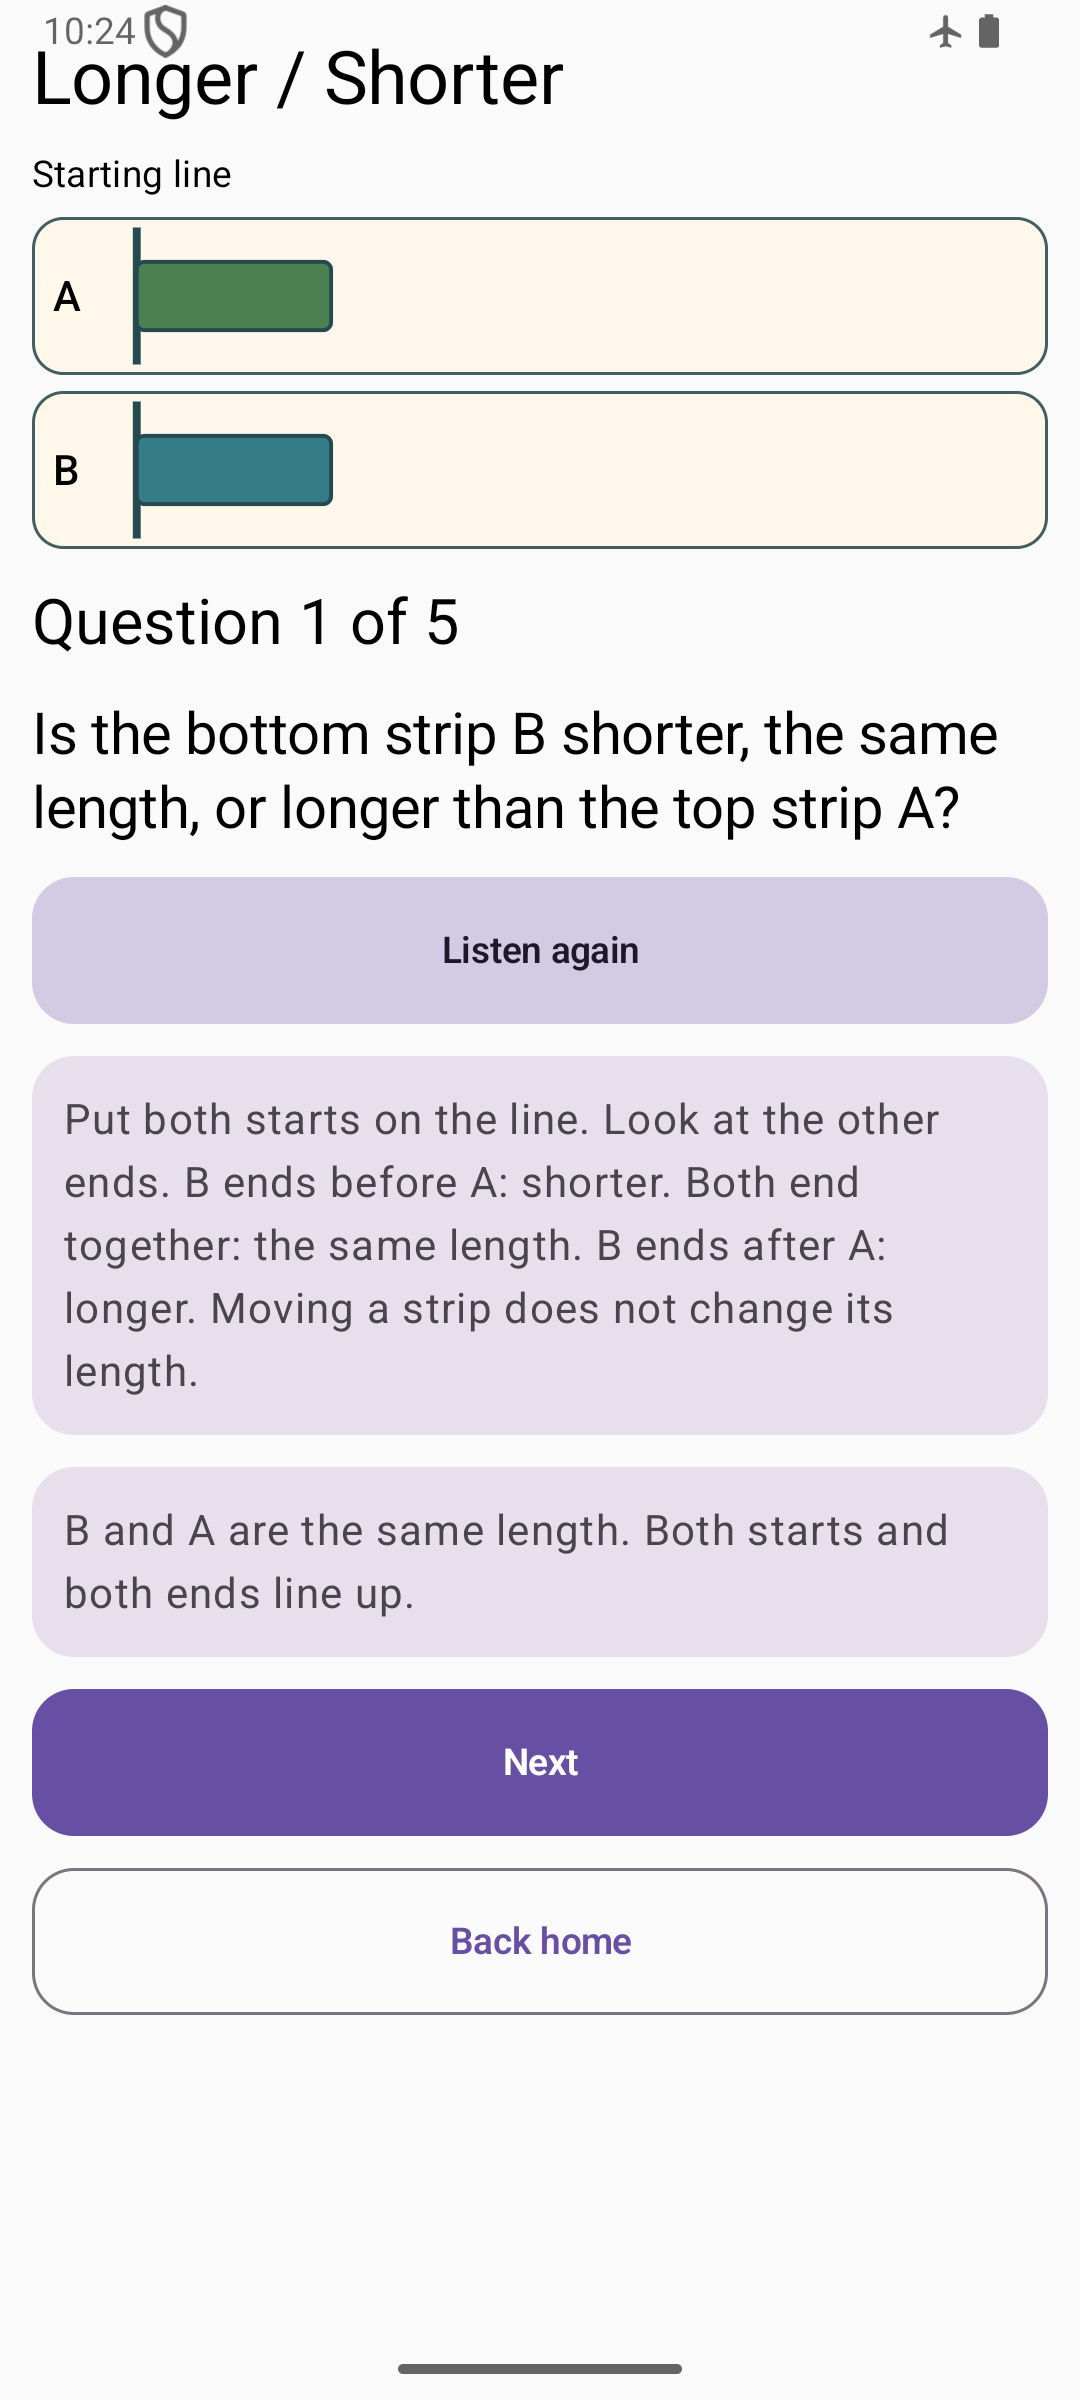 10:24
Longer / Shorter
Starting line
A
B
Question 1 of 5
Is the bottom strip B shorter, the same
length, or longer than the top strip A?
Listen again
Put both starts on the line. Look at the other
ends. B ends before A: shorter. Both end
together: the same length. B ends after A:
longer. Moving a strip does not change its
length.
B and A are the same length. Both starts and
both ends line up.
Next
Back home